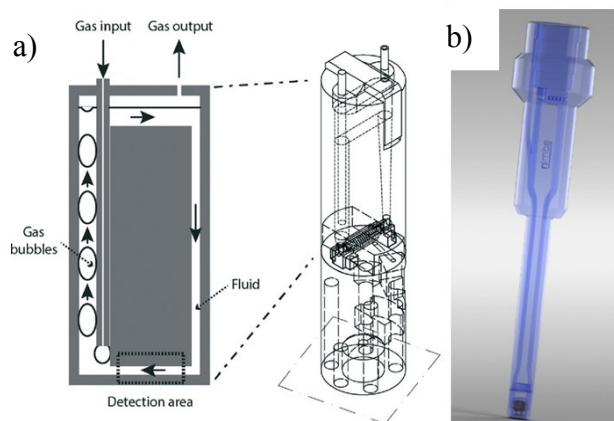 a)
Gas input
Gas output
Gas
bubbles
Fluid
Detection area
b)